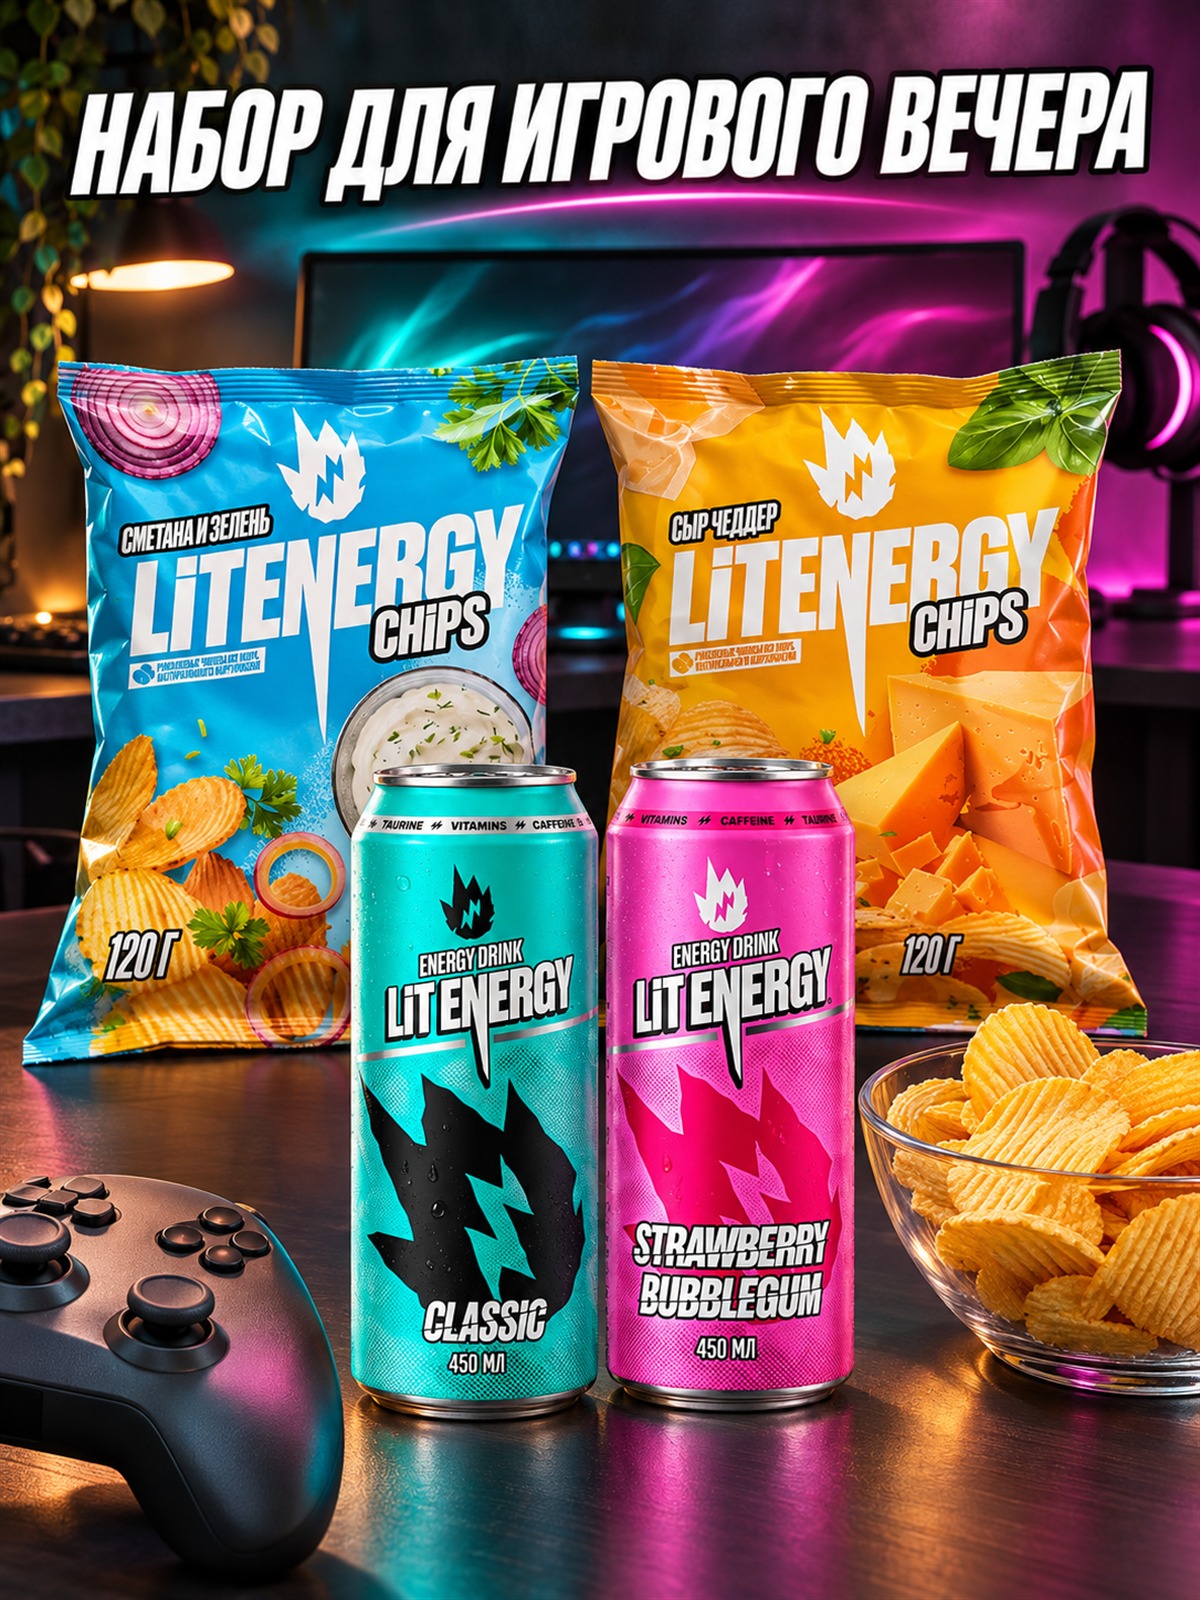 НАБОР ДЛЯ ИГРОВОГО ВЕЧЕРА
СМЕТАНА И ЗЕЛЕНЬ
LiTENERGY
CHiPS
120 Г
СЫР ЧЕДДЕР
LiTENERGY
CHiPS
120 Г
TAURINE VITAMINS CAFFEINE
ENERGY DRINK
LiT ENERGY
CLASSIC
450 МЛ
VITAMINS CAFFEINE TAURINE
ENERGY DRINK
LiT ENERGY
STRAWBERRY
BUBBLEGUM
450 МЛ